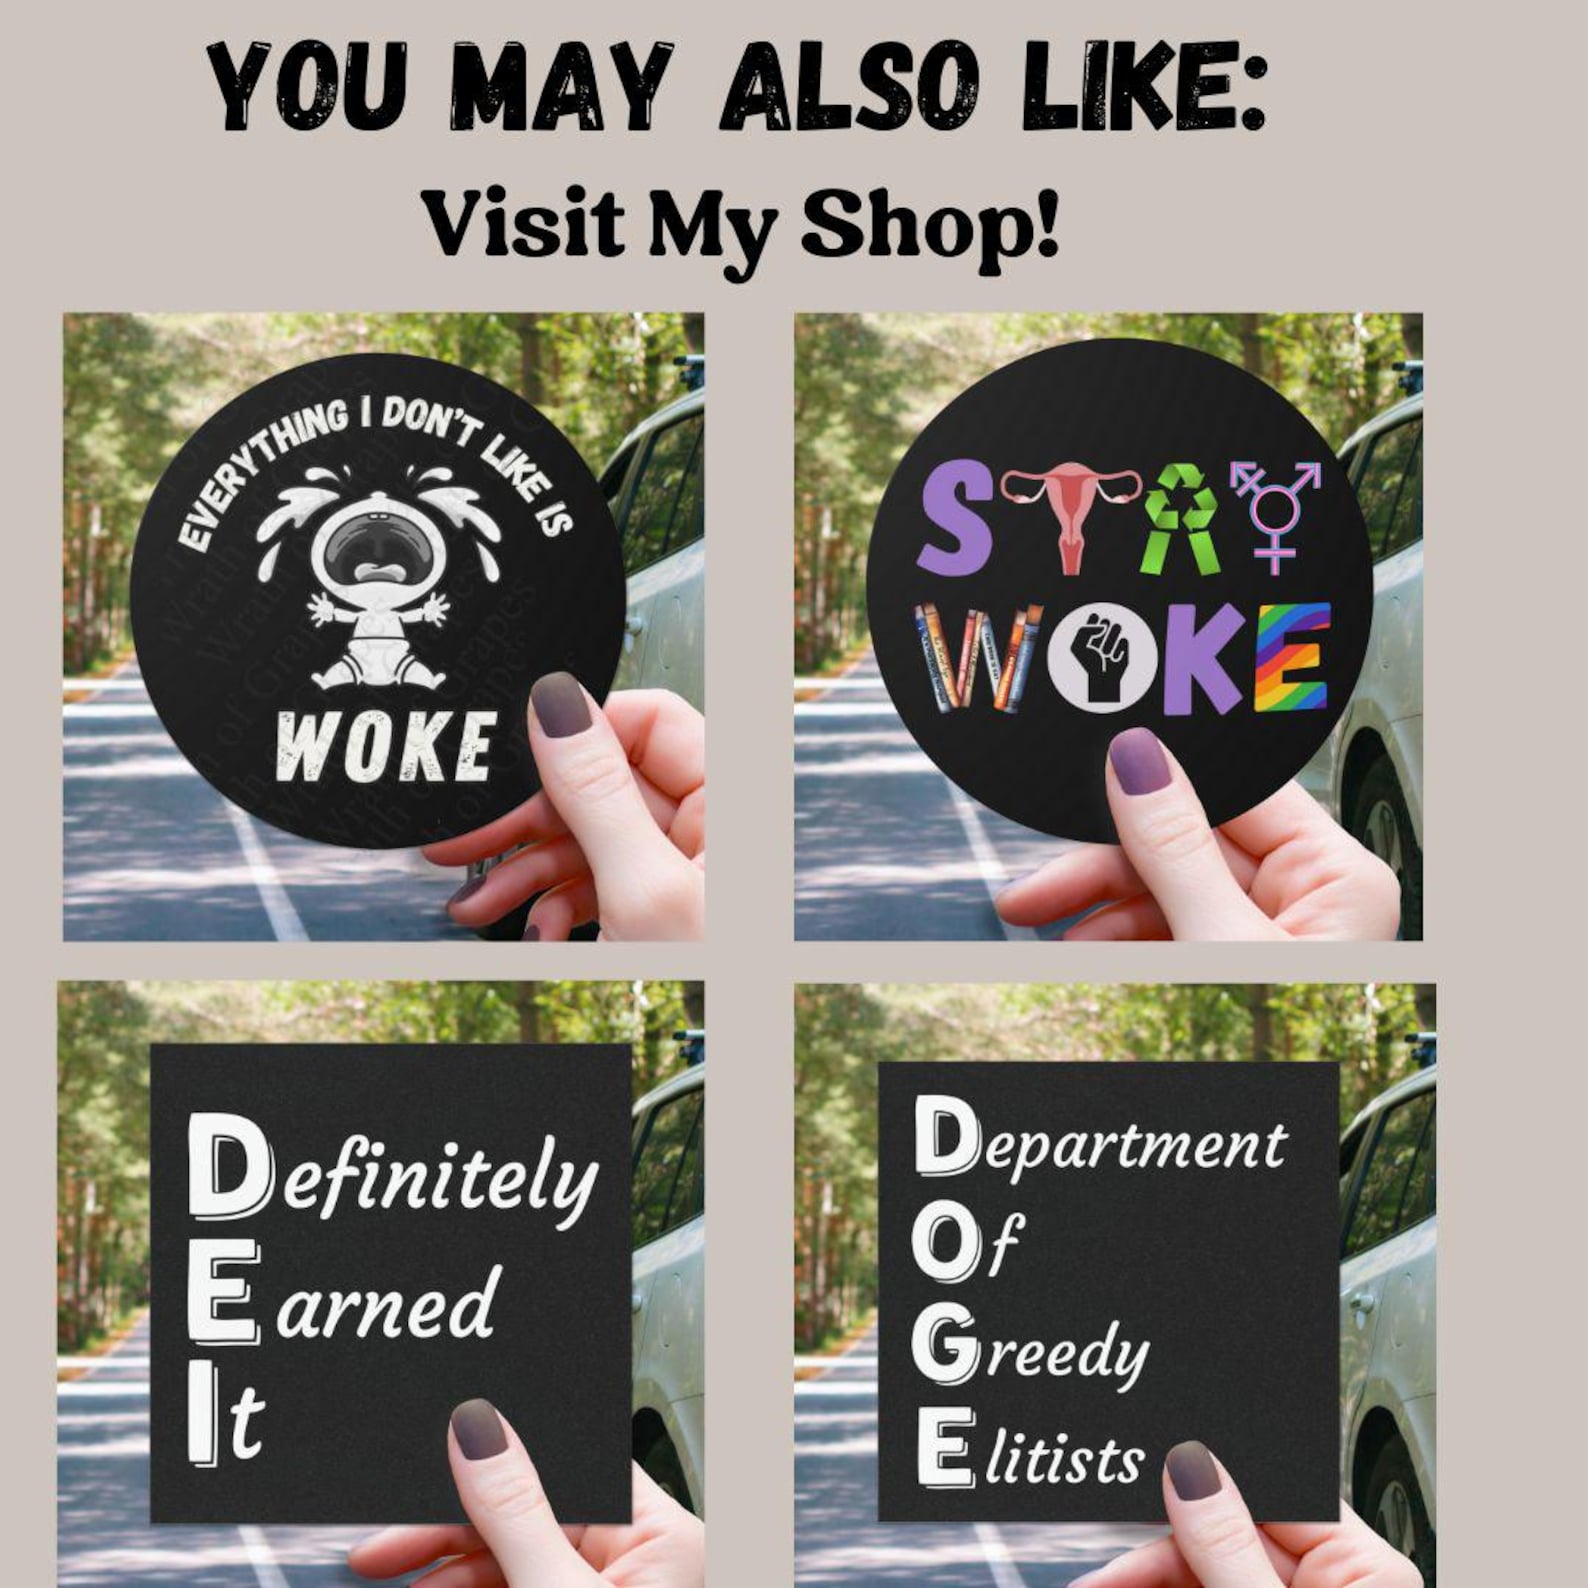 YOU MAY ALSO LIKE:
Visit My Shop!
EVERYTHING I DON'T LIKE IS
WOKE
STAY
WOKE
Definitely
Earned
It
Department
Of
Greedy
Elitists